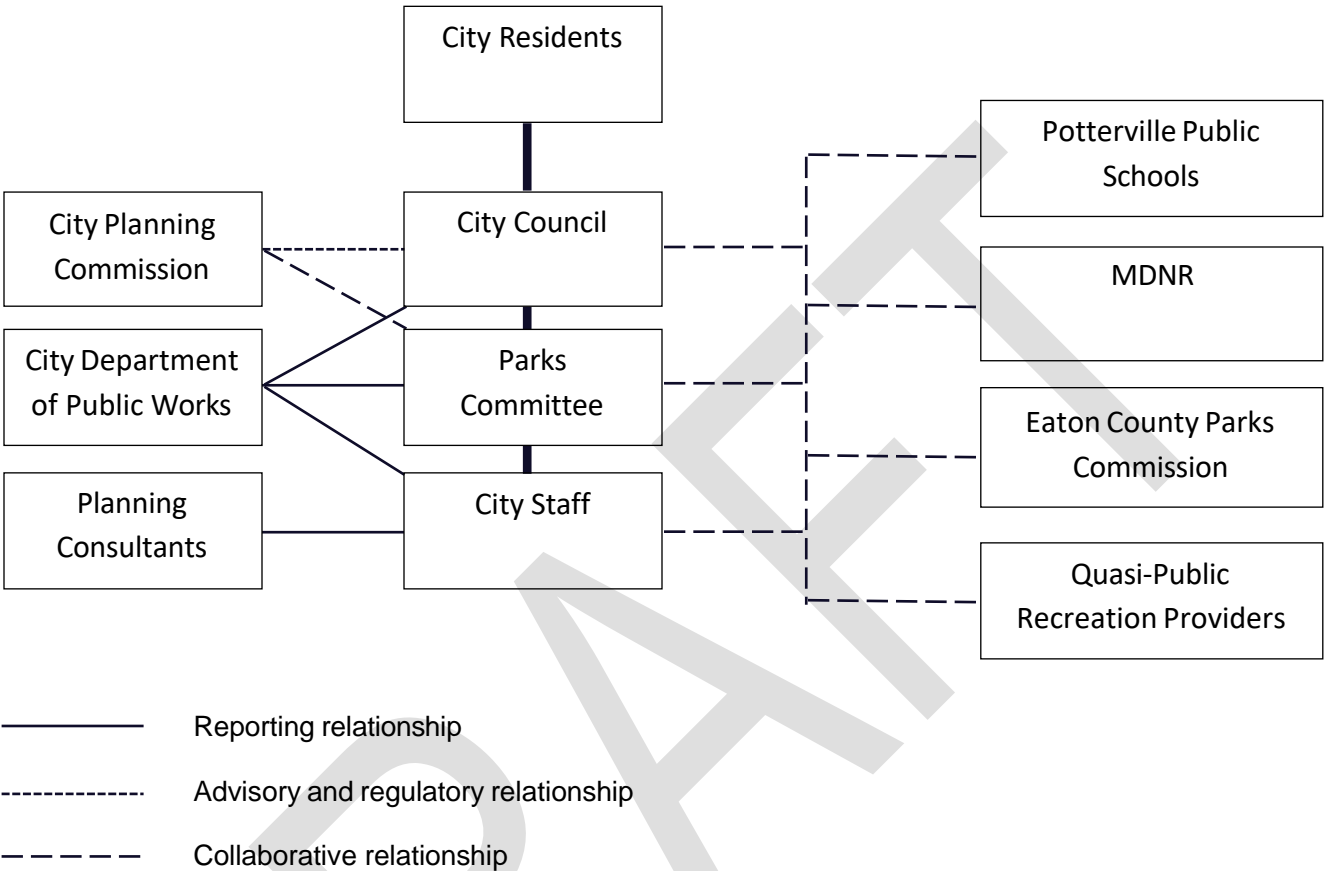 City Residents
Potterville Public
Schools
City Planning
Commission
City Council
MDNR
City Department
of Public Works
Parks
Committee
Eaton County Parks
Commission
Planning
Consultants
City Staff
Quasi-Public
Recreation Providers
Reporting relationship
Advisory and regulatory relationship
Collaborative relationship